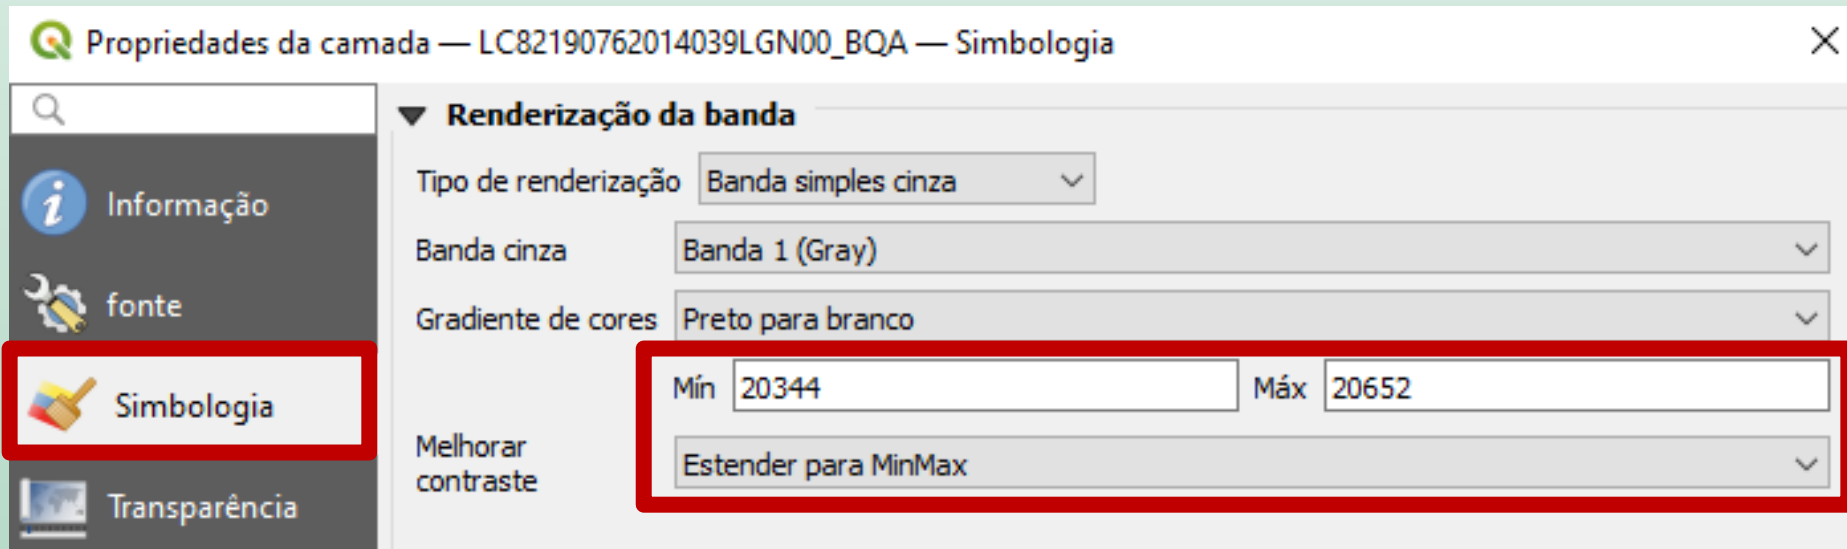 Propriedades da camada — LC82190762014039LGN00_BQA — Simbologia
Informação
fonte
Simbologia
Transparência
Renderização da banda
Tipo de renderização Banda simples cinza
Banda cinza Banda 1 (Gray)
Gradiente de cores Preto para branco
Mín 20344 Máx 20652
Melhorar
contraste
Estender para MinMax